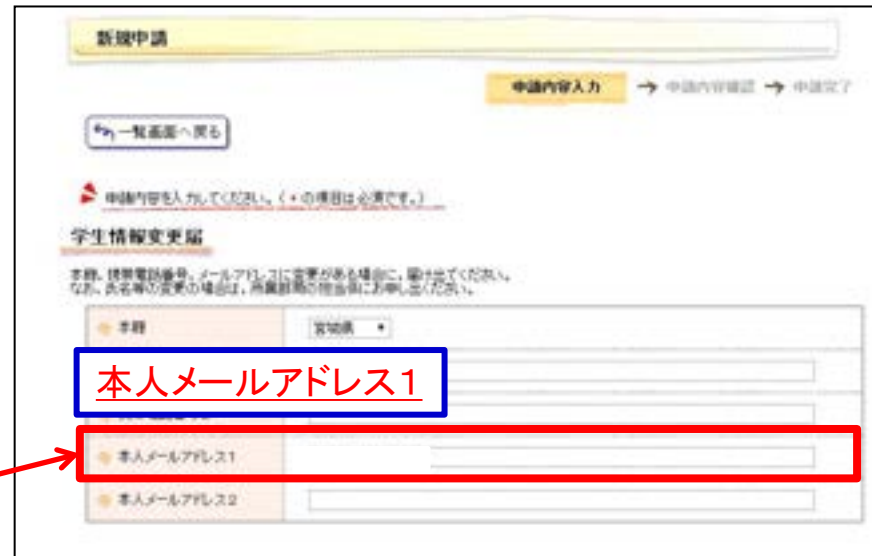 新規申請
申請内容入力 → 申請内容確認 → 申請完了
一覧画面へ戻る
申請内容を入力してください。(*の項目は必須です。)
学生情報変更届
本籍、携帯電話番号、メールアドレスに変更がある場合に、届け出てください。
なお、氏名等の変更の場合は、所属部局の担当係にお申し出ください。
本籍 宮城県
本人メールアドレス1
本人メールアドレス1
本人メールアドレス2